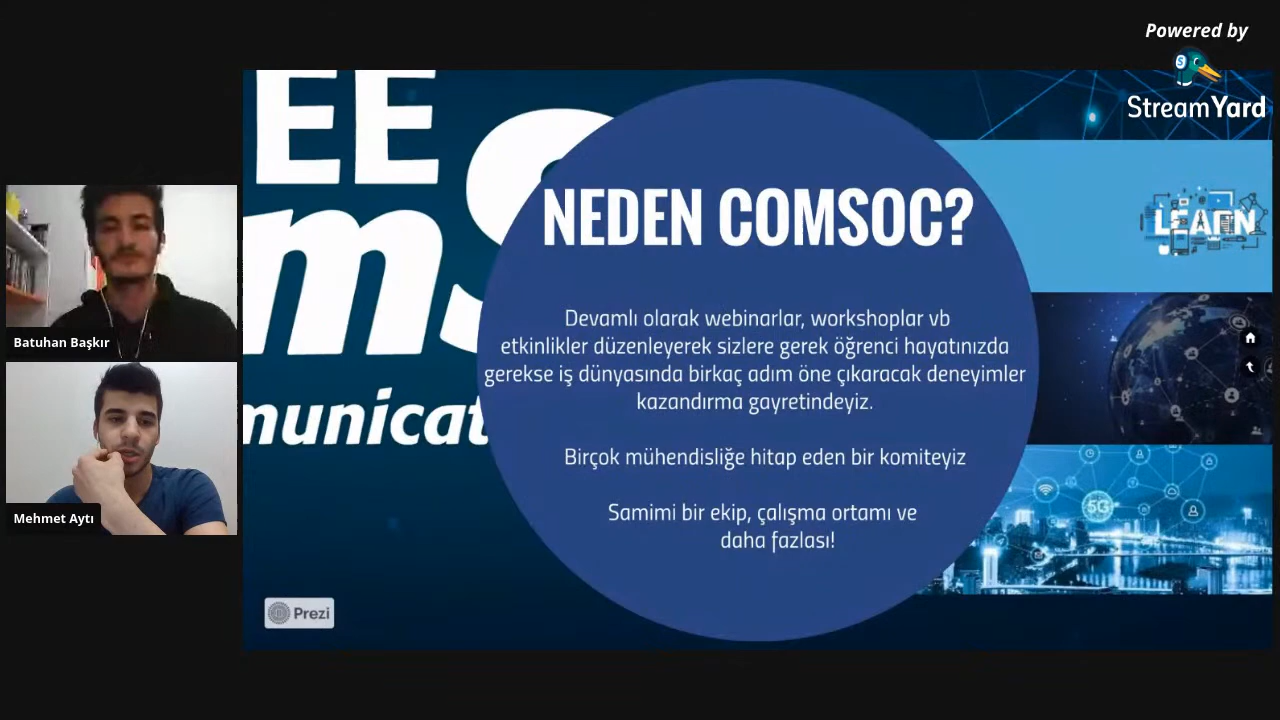 Powered by
StreamYard
EE
mS
municat
NEDEN COMSOC?
Devamlı olarak webinarlar, workshoplar vb
etkinlikler düzenleyerek sizlere gerek öğrenci hayatınızda
gerekse iş dünyasında birkaç adım öne çıkaracak deneyimler
kazandırma gayretindeyiz.
Birçok mühendisliğe hitap eden bir komiteyiz
Samimi bir ekip, çalışma ortamı ve
daha fazlası!
LEARN
5G
Prezi
Batuhan Başkır
Mehmet Aytı